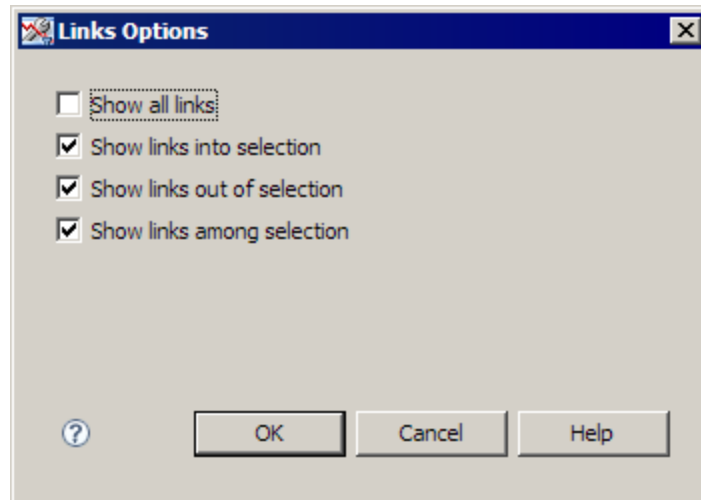 Links Options
Show all links
Show links into selection
Show links out of selection
Show links among selection
? OK Cancel Help